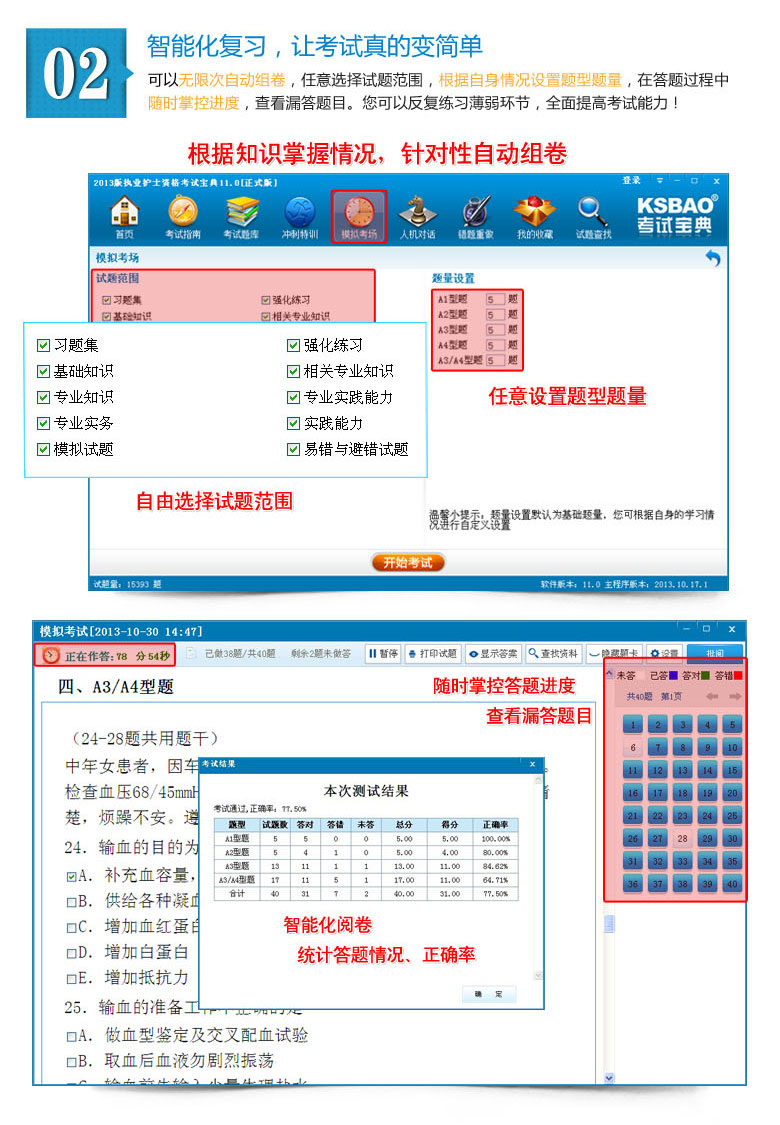 02
智能化复习，让考试真的变简单
可以无限次自动组卷，任意选择试题范围，根据自身情况设置题型题量，在答题过程中
随时掌控进度，查看漏答题目。您可以反复练习薄弱环节，全面提高考试能力！
根据知识掌握情况，针对性自动组卷
2013版执业护士资格考试宝典11.0[正式版] 登录
首页 考试指南 考试题库 冲刺特训 模拟考场 人机对话 错题重做 我的收藏 试题查找 KSBAO®
考试宝典
模拟考场
试题范围 题量设置
习题集 强化练习 A1型题 5 题
基础知识 相关专业知识 A2型题 5 题
A3型题 5 题
A4型题 5 题
A3/A4型题 5 题
习题集 强化练习
基础知识 相关专业知识
专业知识 专业实践能力
专业实务 实践能力
模拟试题 易错与避错试题
任意设置题型题量
自由选择试题范围
温馨小提示：题量设置默认为基础题量，您可根据自身的学习情
况进行自定义设置
开始考试
试题量：15393 题 软件版本：11.0 主程序版本：2013.10.17.1
模拟考试[2013-10-30 14:47]
正在作答：78 分54秒 已做38题/共40题 剩余2题未做答 暂停 打印试题 显示答案 查找资料 隐藏题卡 设置
四、A3/A4型题
随时掌控答题进度
查看漏答题目
未答 已答 答对 答错
共40题 第1页
1 2 3 4 5
6 7 8 9 10
11 12 13 14 15
16 17 18 19 20
21 22 23 24 25
26 27 28 29 30
31 32 33 34 35
36 37 38 39 40
（24-28题共用题干）
中年女患者，因车
检查血压68/45mmH
楚，烦躁不安。遵
24．输血的目的为
A．补充血容量，
B．供给各种凝血
C．增加血红蛋白
D．增加白蛋白
E．增加抵抗力
25．输血的准备工作中正确的是
A．做血型鉴定及交叉配血试验
B．取血后血液勿剧烈振荡
考试结果
本次测试结果
考试通过,正确率：77.50%
题型 试题数 答对 答错 未答 总分 得分 正确率
A1型题 5 5 0 0 5.00 5.00 100.00%
A2型题 5 4 1 0 5.00 4.00 80.00%
A3型题 13 11 1 1 13.00 11.00 84.62%
A3/A4型题 17 11 5 1 17.00 11.00 64.71%
合计 40 31 7 2 40.00 31.00 77.50%
智能化阅卷
统计答题情况、正确率
确 定